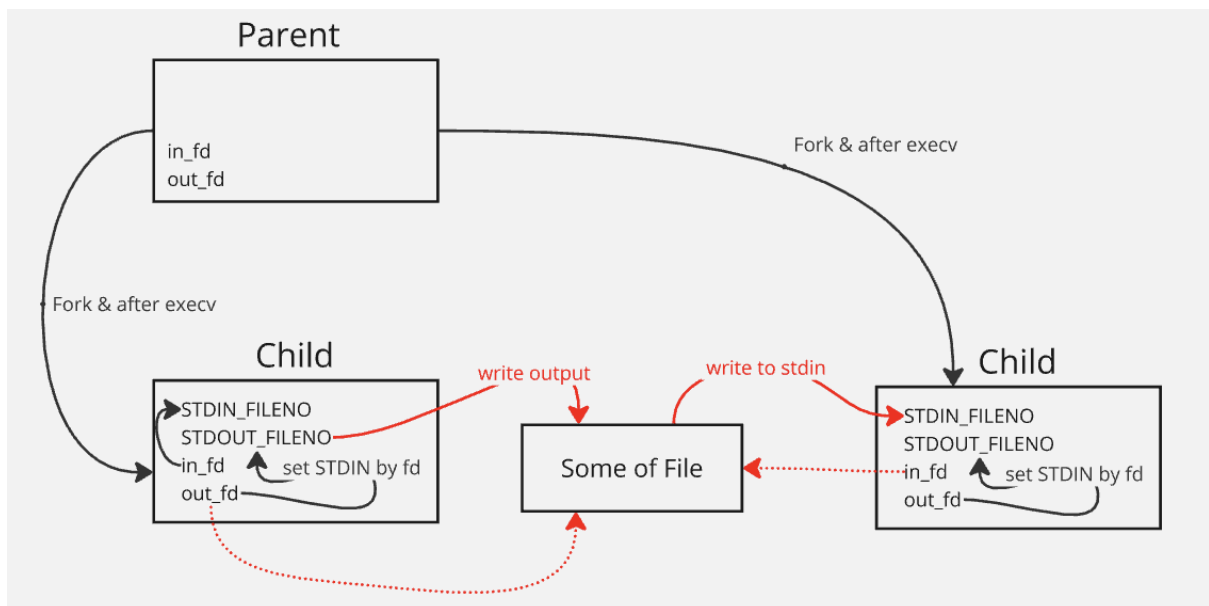 Parent
in_fd
out_fd
Fork & after execv
Fork & after execv
Child
STDIN_FILENO
STDOUT_FILENO
in_fd
set STDIN by fd
out_fd
write output
Some of File
write to stdin
Child
STDIN_FILENO
STDOUT_FILENO
in_fd
set STDIN by fd
out_fd